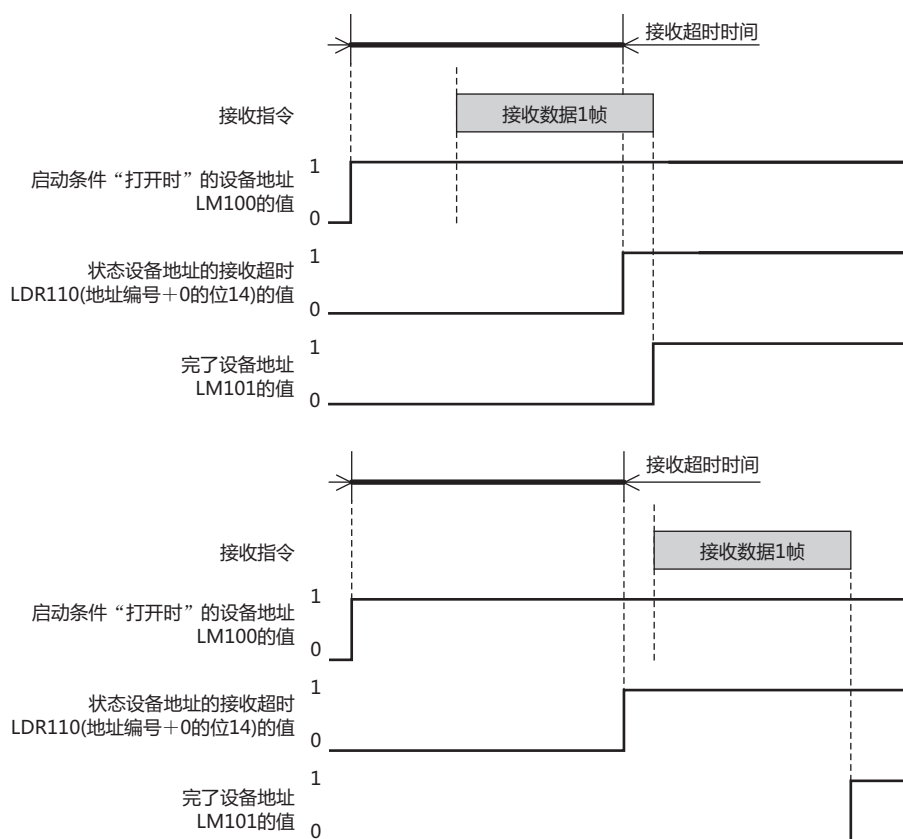 接收超时时间
接收指令
接收数据1帧
启动条件“打开时”的设备地址
LM100的值
1
0
状态设备地址的接收超时
LDR110(地址编号+0的位14)的值
1
0
完了设备地址
LM101的值
1
0
接收超时时间
接收指令
接收数据1帧
启动条件“打开时”的设备地址
LM100的值
1
0
状态设备地址的接收超时
LDR110(地址编号+0的位14)的值
1
0
完了设备地址
LM101的值
1
0